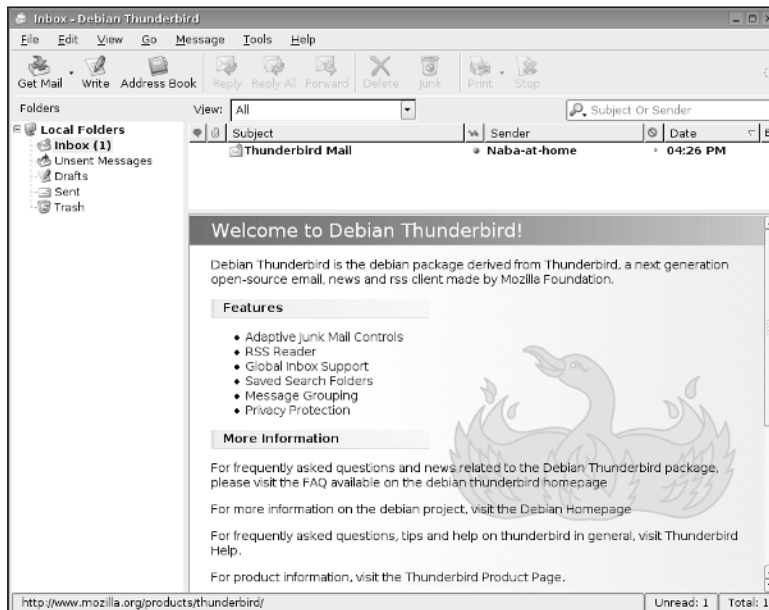 Inbox - Debian Thunderbird
File Edit View Go Message Tools Help
Get Mail Write Address Book Reply Reply All Forward Delete Junk Print Stop
Folders
View: All
Subject Or Sender
Local Folders
Inbox (1)
Unsent Messages
Drafts
Sent
Trash
Subject Sender Date
Thunderbird Mail Naba-at-home 04:26 PM
Welcome to Debian Thunderbird!
Debian Thunderbird is the debian package derived from Thunderbird, a next generation
open-source email, news and rss client made by Mozilla Foundation.
Features
Adaptive Junk Mail Controls
RSS Reader
Global Inbox Support
Saved Search Folders
Message Grouping
Privacy Protection
More Information
For frequently asked questions and news related to the Debian Thunderbird package,
please visit the FAQ available on the debian thunderbird homepage
For more information on the debian project, visit the Debian Homepage
For frequently asked questions, tips and help on thunderbird in general, visit Thunderbird
Help.
For product information, visit the Thunderbird Product Page.
http://www.mozilla.org/products/thunderbird/
Unread: 1 Total: 1